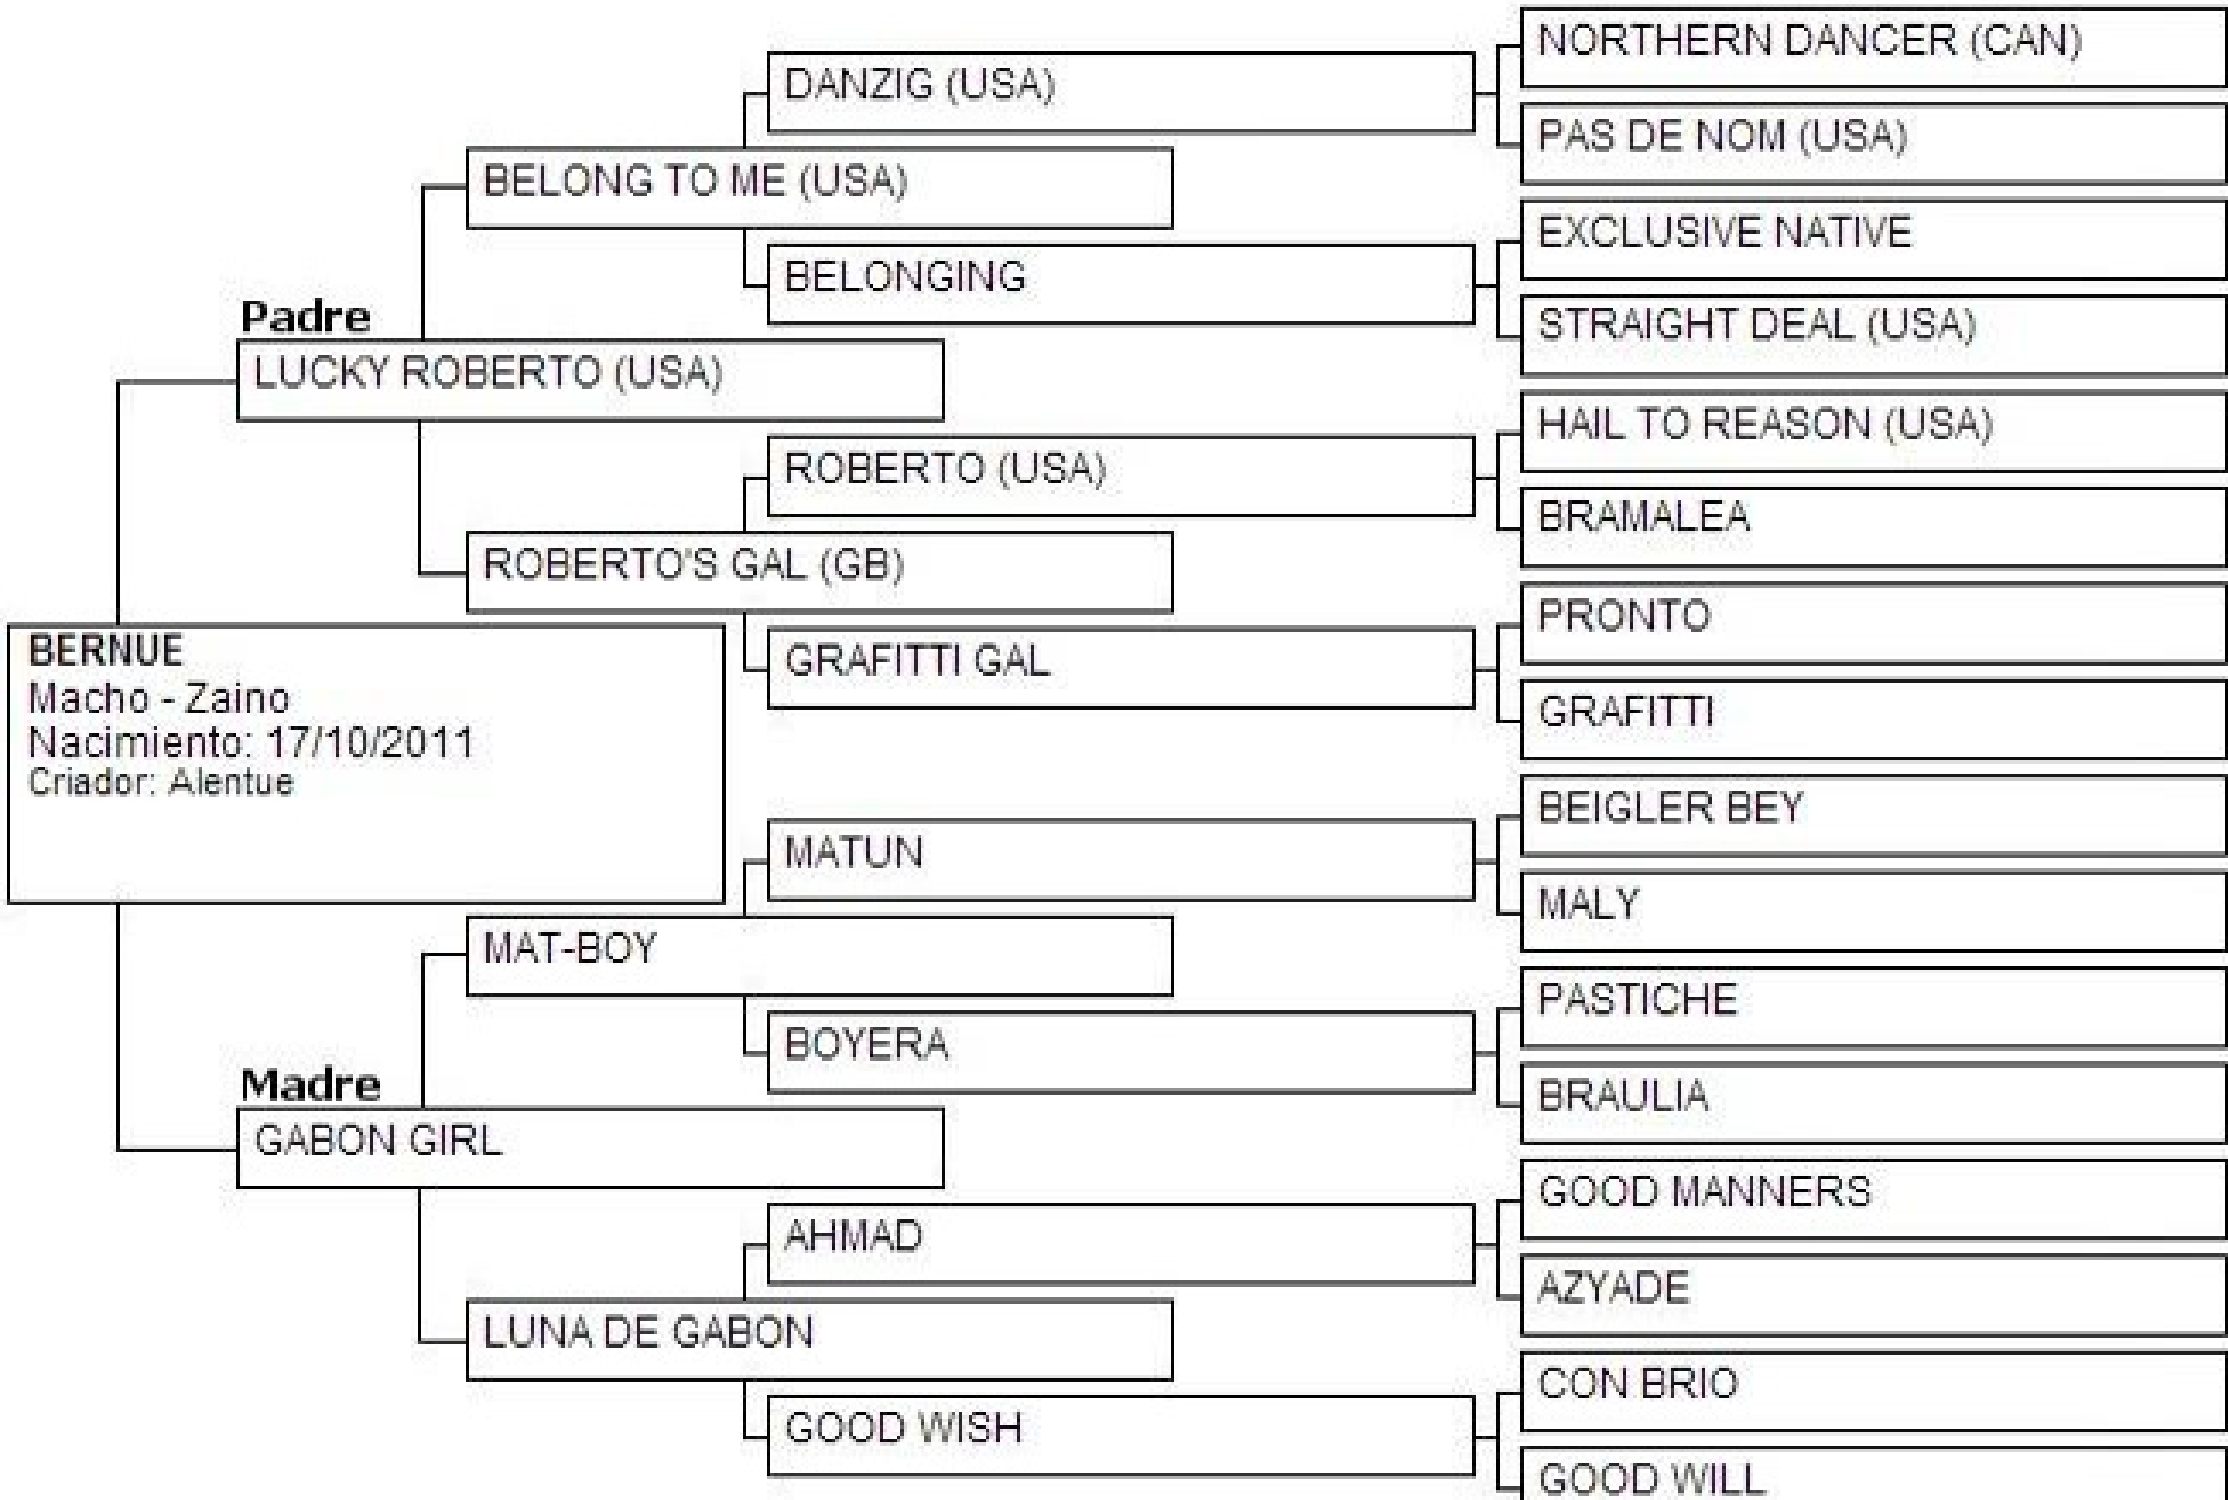 NORTHERN DANCER (CAN)
DANZIG (USA)
PAS DE NOM (USA)
BELONG TO ME (USA)
EXCLUSIVE NATIVE
BELONGING
STRAIGHT DEAL (USA)
Padre
LUCKY ROBERTO (USA)
HAIL TO REASON (USA)
ROBERTO (USA)
BRAMALEA
ROBERTO'S GAL (GB)
PRONTO
GRAFITTI GAL
GRAFITTI
BERNUE
Macho - Zaino
Nacimiento: 17/10/2011
Criador: Alentue
BEIGLER BEY
MATUN
MALY
MAT-BOY
PASTICHE
BOYERA
BRAULIA
Madre
GABON GIRL
GOOD MANNERS
AHMAD
AZYADE
LUNA DE GABON
CON BRIO
GOOD WISH
GOOD WILL